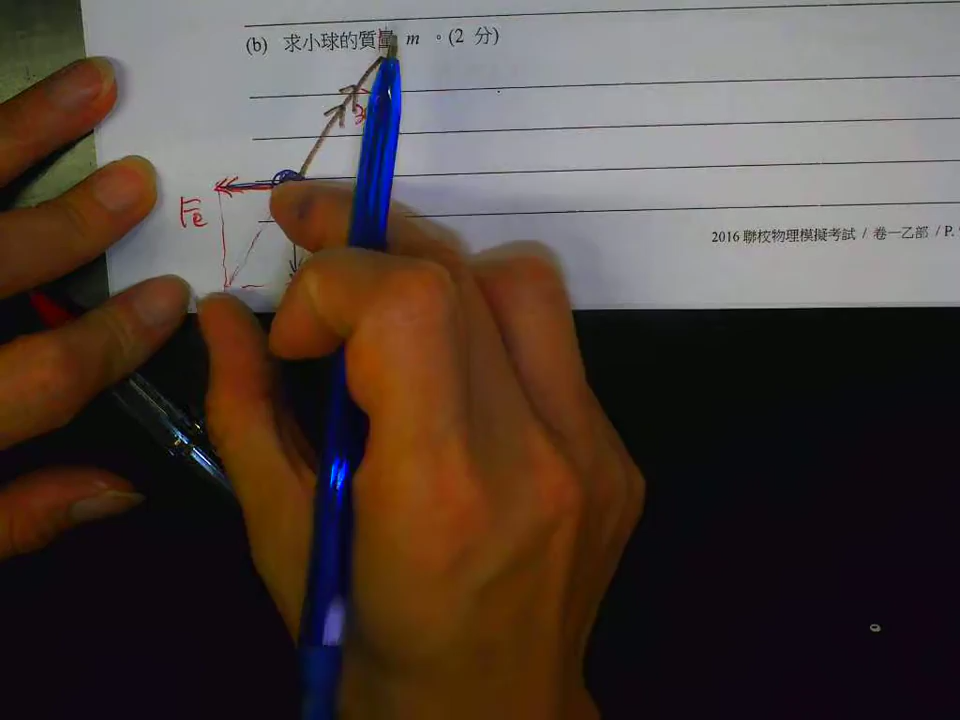 (b) 求小球的質量 m 。(2 分)
Fe
2016 聯校物理模擬考試 / 卷一乙部 / P.